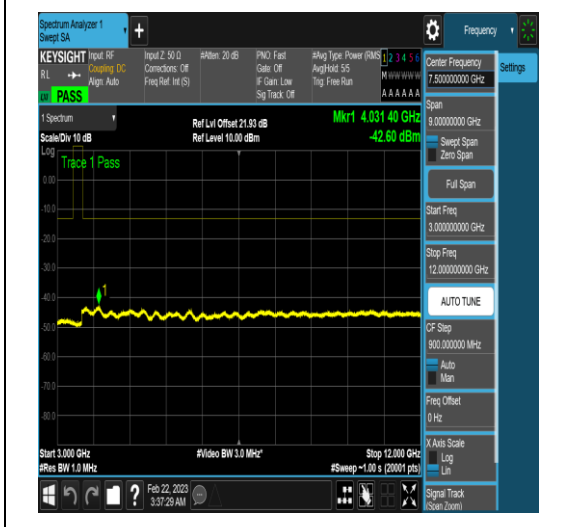 Spectrum Analyzer 1
Swept SA
+
Frequency
KEYSIGHT Input: RF
RL
Coupling: DC
Align: Auto
Input Z: 50 Ω
Corrections: Off
Freq Ref: Int (S)
#Atten: 20 dB
PNO: Fast
Gate: Off
IF Gain: Low
Sig Track: Off
#Avg Type: Power (RMS
Avg|Hold: 5/5
Trig: Free Run
1 2 3 4 5 6
M W W W W W
A A A A A A
PASS
1 Spectrum
Scale/Div 10 dB
Ref Lvl Offset 21.93 dB
Ref Level 10.00 dBm
Mkr1 4.031 40 GHz
-42.60 dBm
Log
Trace 1 Pass
0.00
-10.0
-20.0
-30.0
-40.0
-50.0
-60.0
-70.0
-80.0
1
Start 3.000 GHz
#Res BW 1.0 MHz
#Video BW 3.0 MHz*
Stop 12.000 GHz
#Sweep ~1.00 s (20001 pts)
?
Feb 22, 2023
3:37:29 AM
Center Frequency
7.500000000 GHz
Settings
Span
9.00000000 GHz
Swept Span
Zero Span
Full Span
Start Freq
3.000000000 GHz
Stop Freq
12.000000000 GHz
AUTO TUNE
CF Step
900.000000 MHz
Auto
Man
Freq Offset
0 Hz
X Axis Scale
Log
Lin
Signal Track
(Span Zoom)